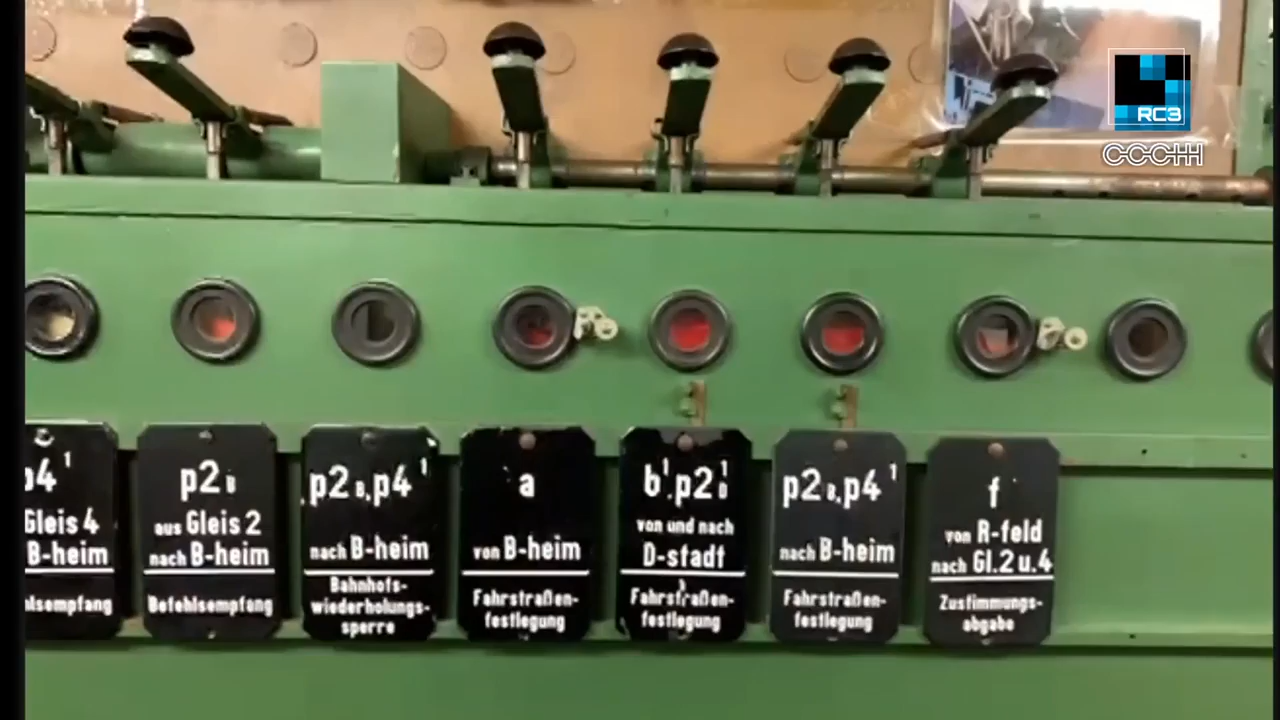 RC3
CCCHH
p4¹
Gleis 4
B-heim
p2
aus Gleis 2
nach B-heim
Befehlsempfang
p2 B, p4¹
nach B-heim
Bahnhofs-
wiederholungs-
sperre
a
von B-heim
Fahrstraßen-
festlegung
b¹, p2
von und nach
D-stadt
Fahrstraßen-
festlegung
p2 B, p4¹
nach B-heim
Fahrstraßen-
festlegung
f
von R-feld
nach Gl. 2 u. 4
Zustimmungs-
abgabe